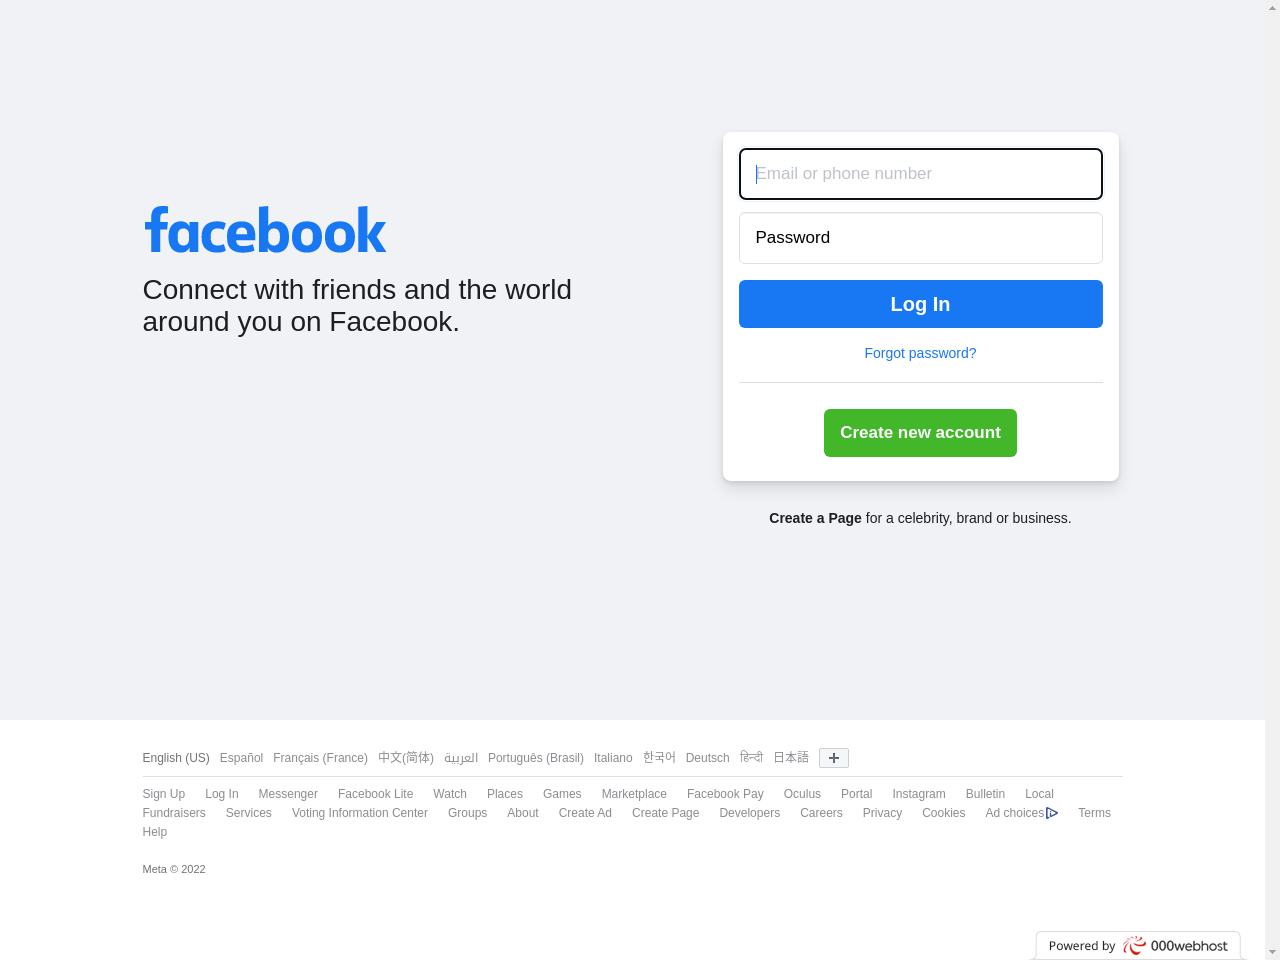 facebook
Connect with friends and the world
around you on Facebook.
Email or phone number
Password
Log In
Forgot password?
Create new account
Create a Page for a celebrity, brand or business.
English (US) Español Français (France) 中文(简体) العربية Português (Brasil) Italiano 한국어 Deutsch हिन्दी 日本語
Sign Up Log In Messenger Facebook Lite Watch Places Games Marketplace Facebook Pay Oculus Portal Instagram Bulletin Local
Fundraisers Services Voting Information Center Groups About Create Ad Create Page Developers Careers Privacy Cookies Ad choices Terms
Help
Meta © 2022
Powered by 000webhost